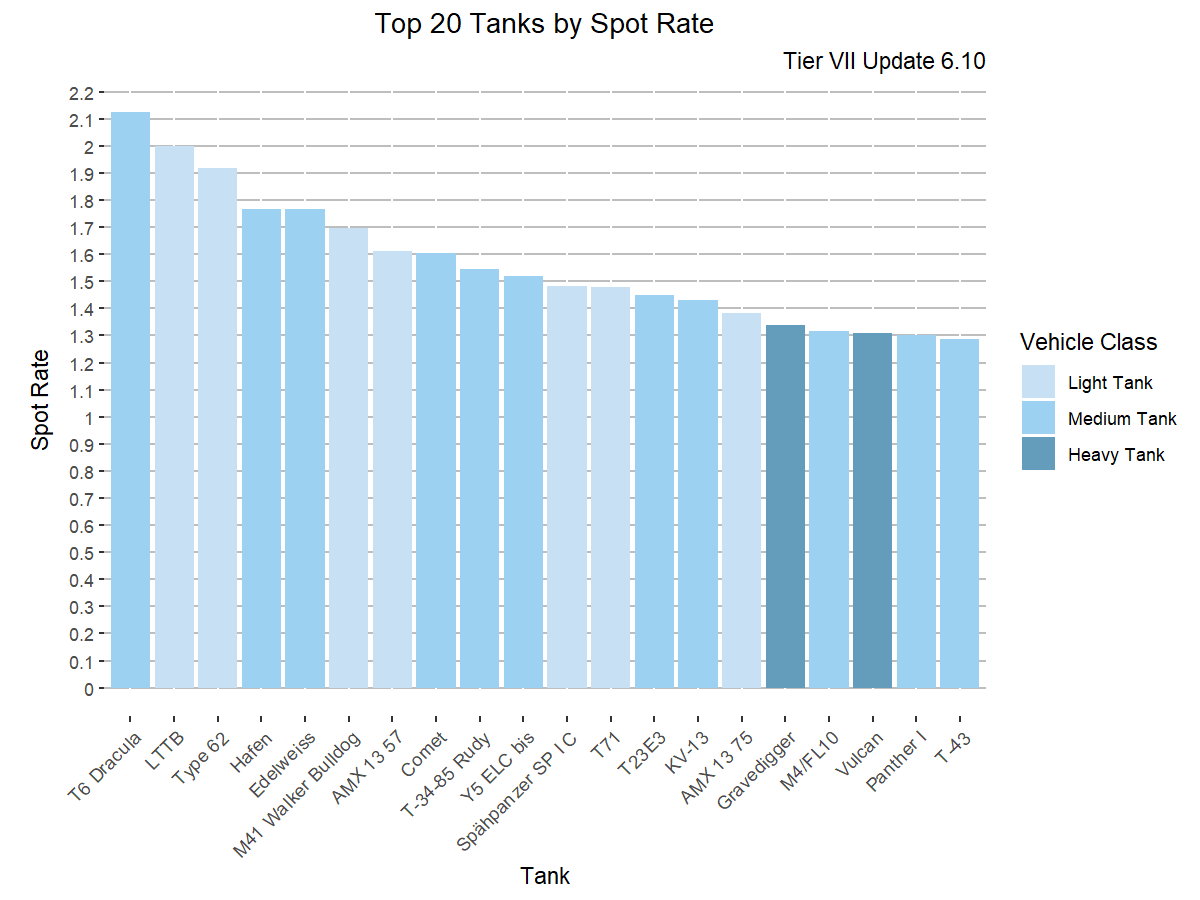 Top 20 Tanks by Spot Rate
Tier VII Update 6.10
2.2
2.1
2
1.9
1.8
1.7
1.6
1.5
1.4
1.3
1.2
1.1
1
0.9
0.8
0.7
0.6
0.5
0.4
0.3
0.2
0.1
0
Spot Rate
T6 Dracula
LTTB
Type 62
Hafen
Edelweiss
M41 Walker Bulldog
AMX 13 57
Comet
T-34-85 Rudy
Y5 ELC bis
Spähpanzer SP I C
T71
T23E3
KV-13
AMX 13 75
Gravedigger
M4/FL10
Vulcan
Panther I
T-43
Tank
Vehicle Class
Light Tank
Medium Tank
Heavy Tank